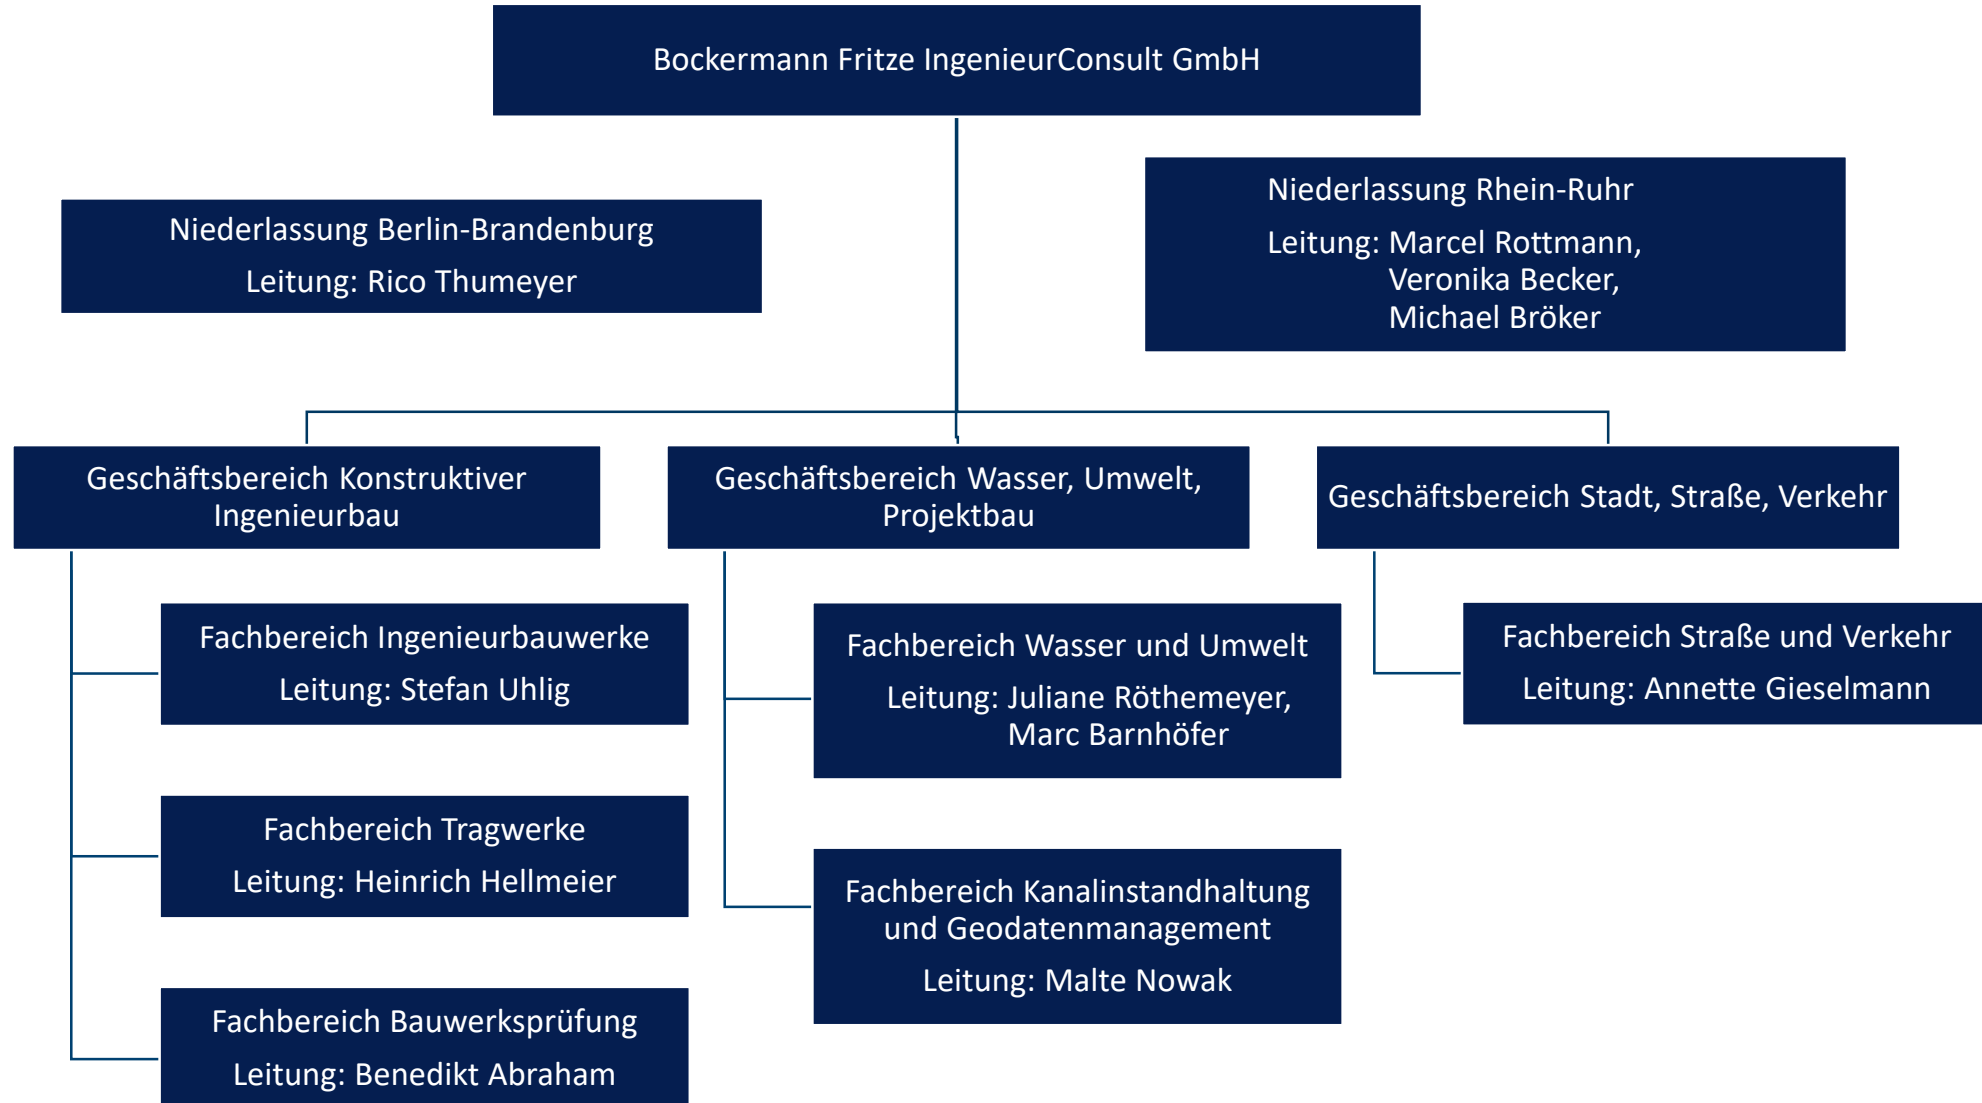 Bockermann Fritze IngenieurConsult GmbH
Niederlassung Berlin-Brandenburg
Leitung: Rico Thumeyer
Niederlassung Rhein-Ruhr
Leitung: Marcel Rottmann,
Veronika Becker,
Michael Bröker
Geschäftsbereich Konstruktiver
Ingenieurbau
Fachbereich Ingenieurbauwerke
Leitung: Stefan Uhlig
Fachbereich Tragwerke
Leitung: Heinrich Hellmeier
Fachbereich Bauwerksprüfung
Leitung: Benedikt Abraham
Geschäftsbereich Wasser, Umwelt,
Projektbau
Fachbereich Wasser und Umwelt
Leitung: Juliane Röthemeyer,
Marc Barnhöfer
Fachbereich Kanalinstandhaltung
und Geodatenmanagement
Leitung: Malte Nowak
Geschäftsbereich Stadt, Straße, Verkehr
Fachbereich Straße und Verkehr
Leitung: Annette Gieselmann